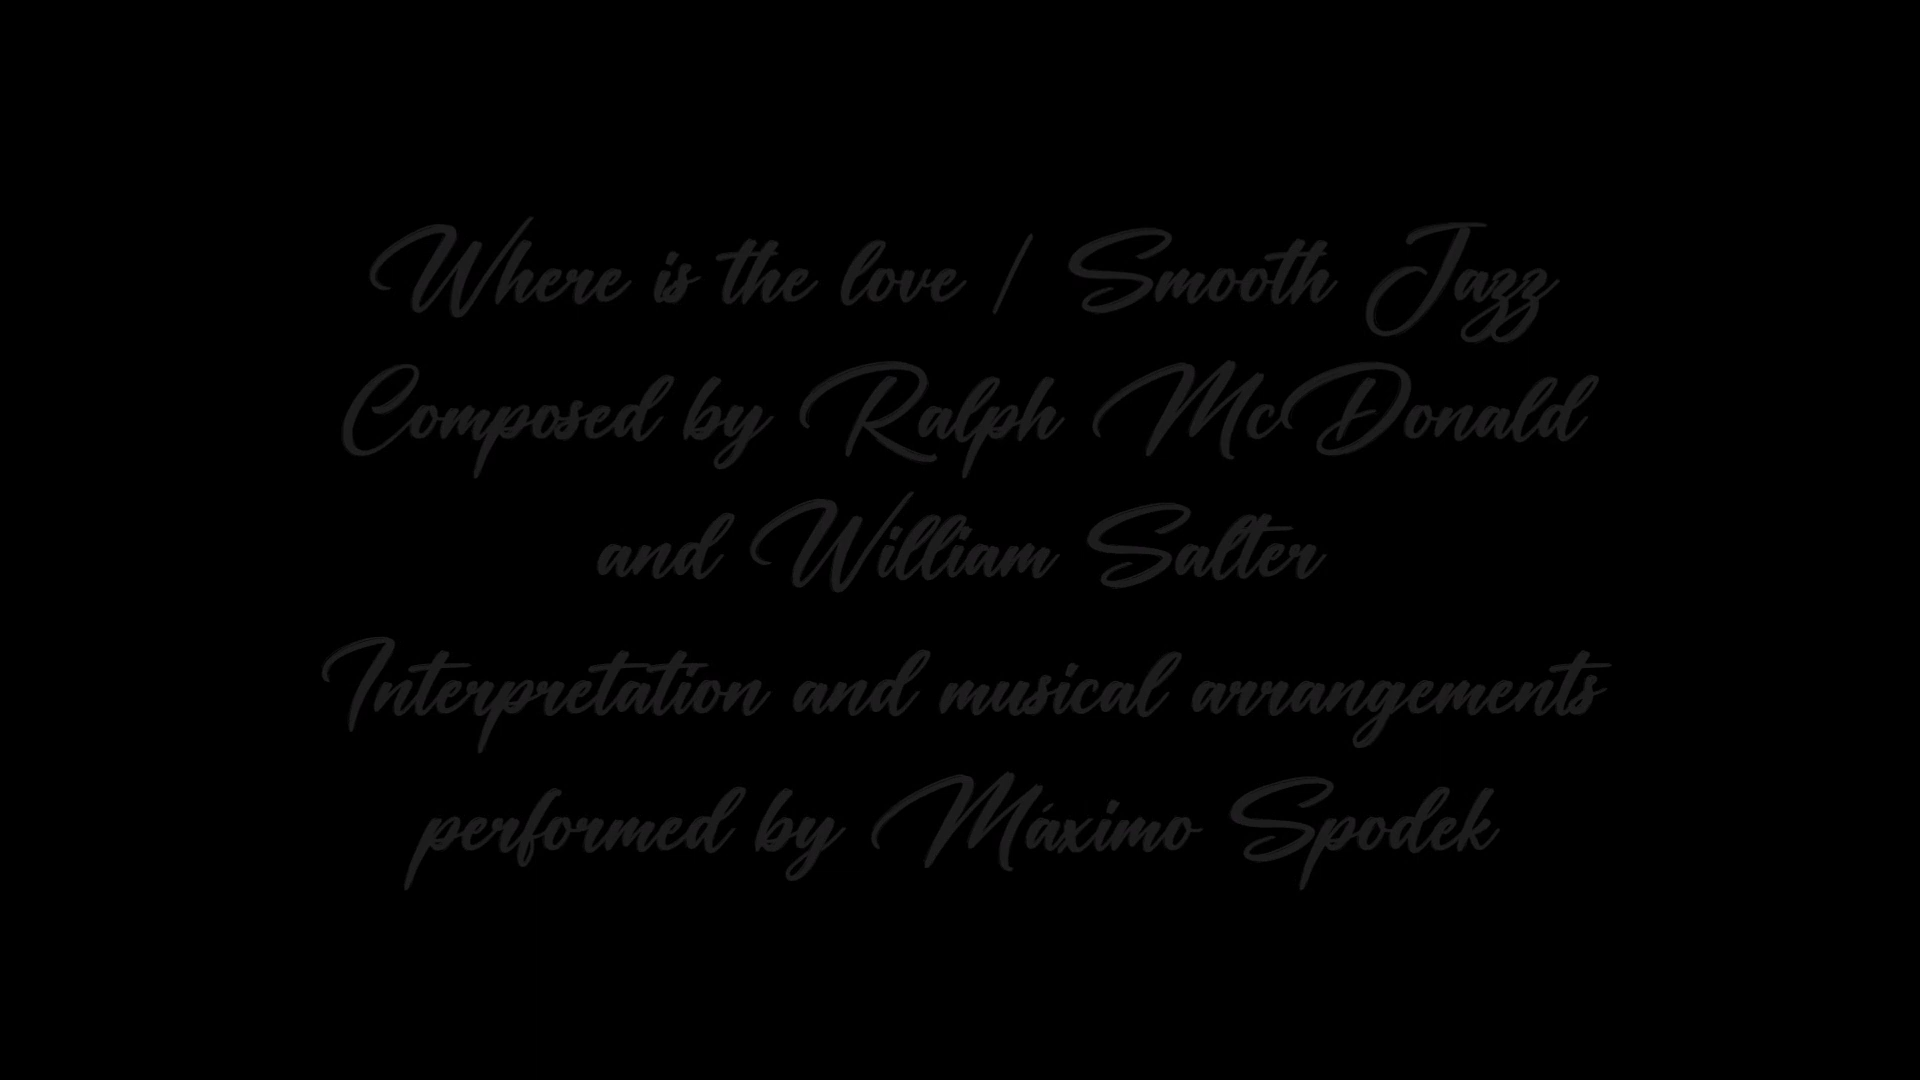 Where is the love / Smooth Jazz
Composed by Ralph McDonald
and William Salter
Interpretation and musical arrangements
performed by Máximo Spodek